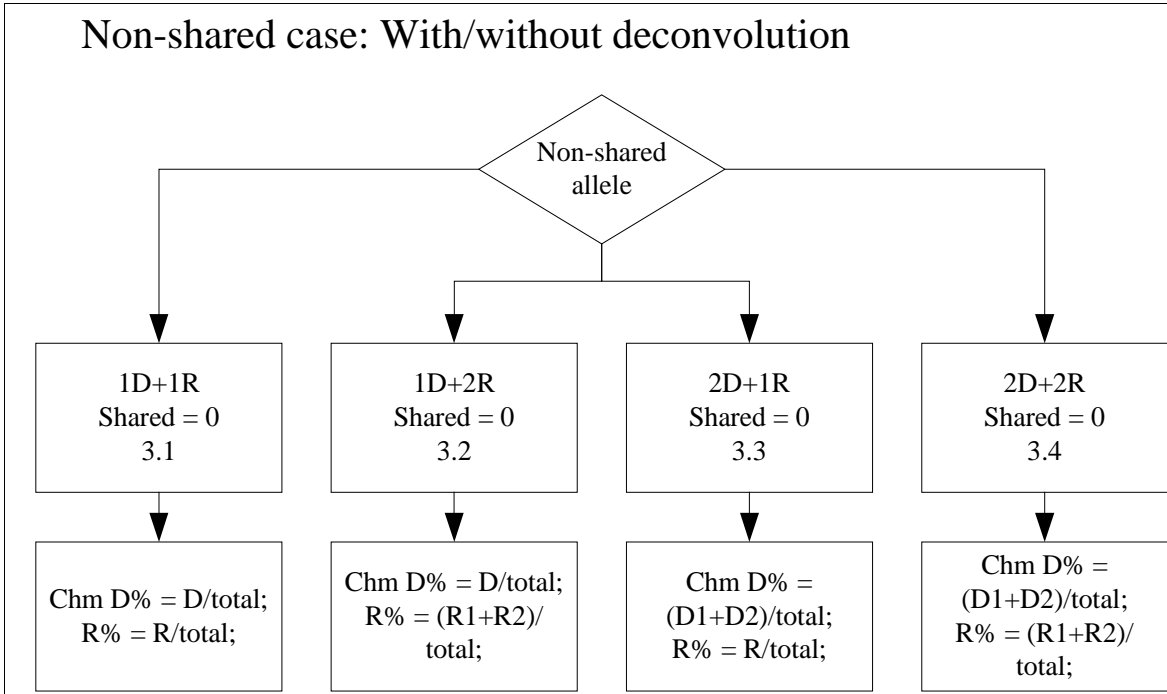 Non-shared case: With/without deconvolution
Non-shared
allele
1D+1R
Shared = 0
3.1
1D+2R
Shared = 0
3.2
2D+1R
Shared = 0
3.3
2D+2R
Shared = 0
3.4
Chm D% = D/total;
R% = R/total;
Chm D% = D/total;
R% = (R1+R2)/
total;
Chm D% =
(D1+D2)/total;
R% = R/total;
Chm D% =
(D1+D2)/total;
R% = (R1+R2)/
total;